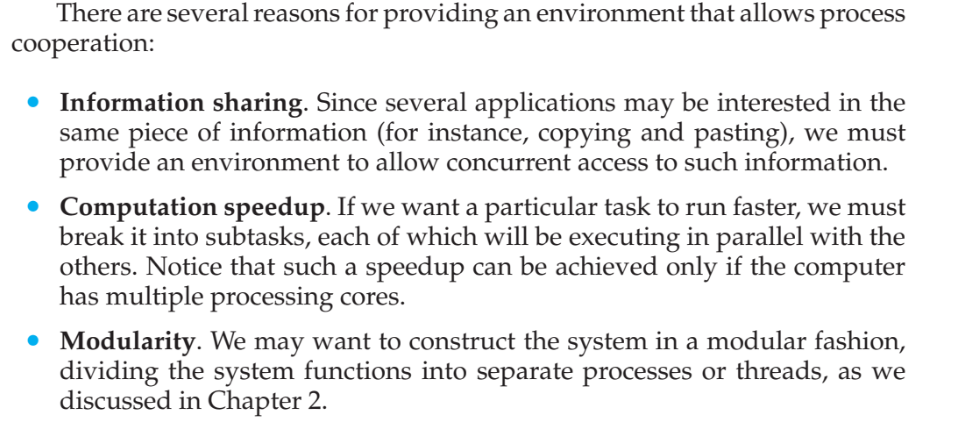 There are several reasons for providing an environment that allows process
cooperation:
• Information sharing. Since several applications may be interested in the
same piece of information (for instance, copying and pasting), we must
provide an environment to allow concurrent access to such information.
• Computation speedup. If we want a particular task to run faster, we must
break it into subtasks, each of which will be executing in parallel with the
others. Notice that such a speedup can be achieved only if the computer
has multiple processing cores.
• Modularity. We may want to construct the system in a modular fashion,
dividing the system functions into separate processes or threads, as we
discussed in Chapter 2.